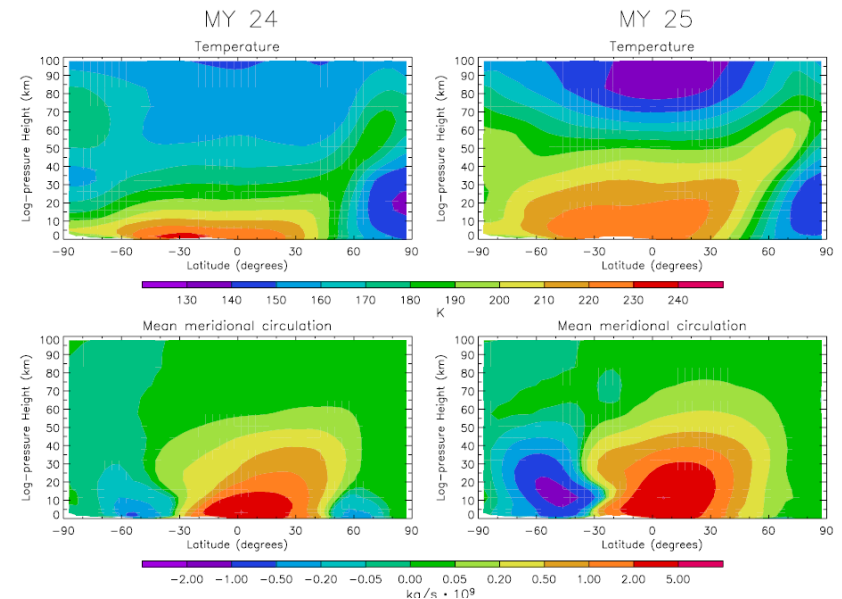 MY 24 MY 25
Temperature Temperature
Log-pressure Height (km) Log-pressure Height (km)
100 100
90 90
80 80
70 70
60 60
50 50
40 40
30 30
20 20
10 10
0 0
-90 -60 -30 0 30 60 90 -90 -60 -30 0 30 60 90
Latitude (degrees) Latitude (degrees)
130 140 150 160 170 180 190 200 210 220 230 240
K
Mean meridional circulation Mean meridional circulation
Log-pressure Height (km) Log-pressure Height (km)
100 100
90 90
80 80
70 70
60 60
50 50
40 40
30 30
20 20
10 10
0 0
-90 -60 -30 0 30 60 90 -90 -60 -30 0 30 60 90
Latitude (degrees) Latitude (degrees)
-2.00 -1.00 -0.50 -0.20 -0.05 0.00 0.05 0.20 0.50 1.00 2.00 5.00
kg/s • 10⁹